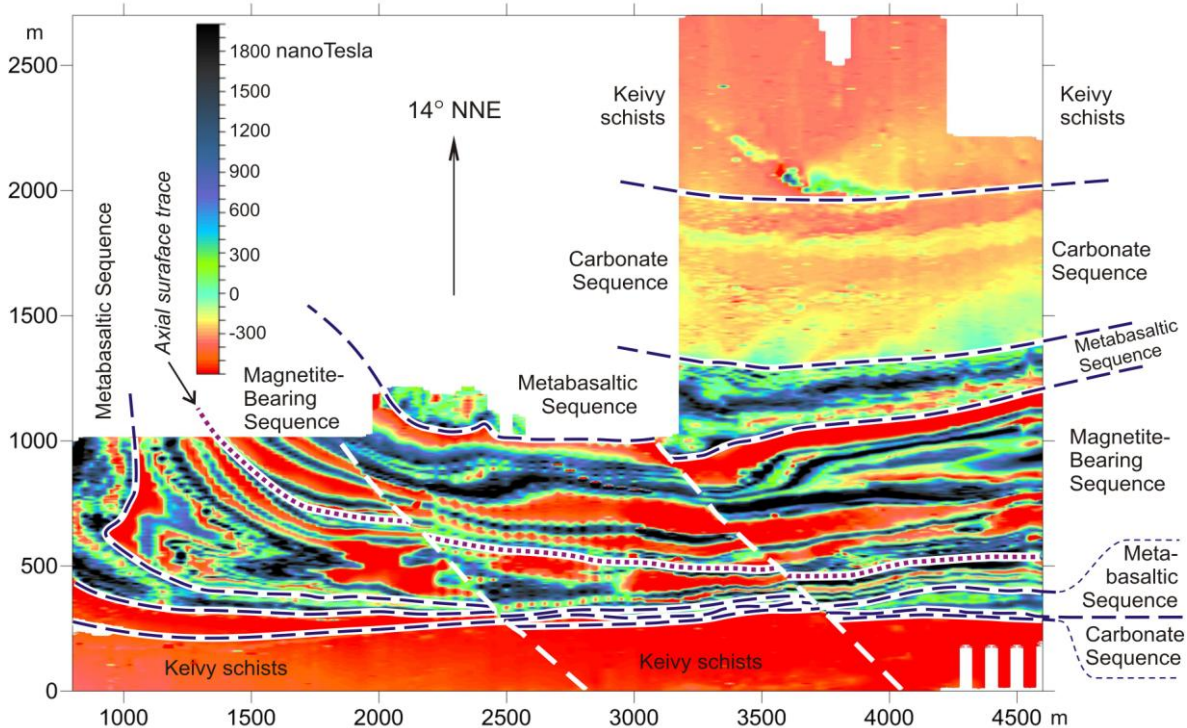 m
2500
2000
1500
1000
500
0
1800 nanoTesla
1500
1200
900
600
300
0
-300
14° NNE
Axial suraface trace
Metabasaltic Sequence
Magnetite-
Bearing
Sequence
Metabasaltic
Sequence
Keivy
schists
Keivy
schists
Carbonate
Sequence
Carbonate
Sequence
Metabasaltic
Sequence
Magnetite-
Bearing
Sequence
Meta-
basaltic
Sequence
Carbonate
Sequence
Keivy schists
Keivy schists
1000
1500
2000
2500
3000
3500
4000
4500 m